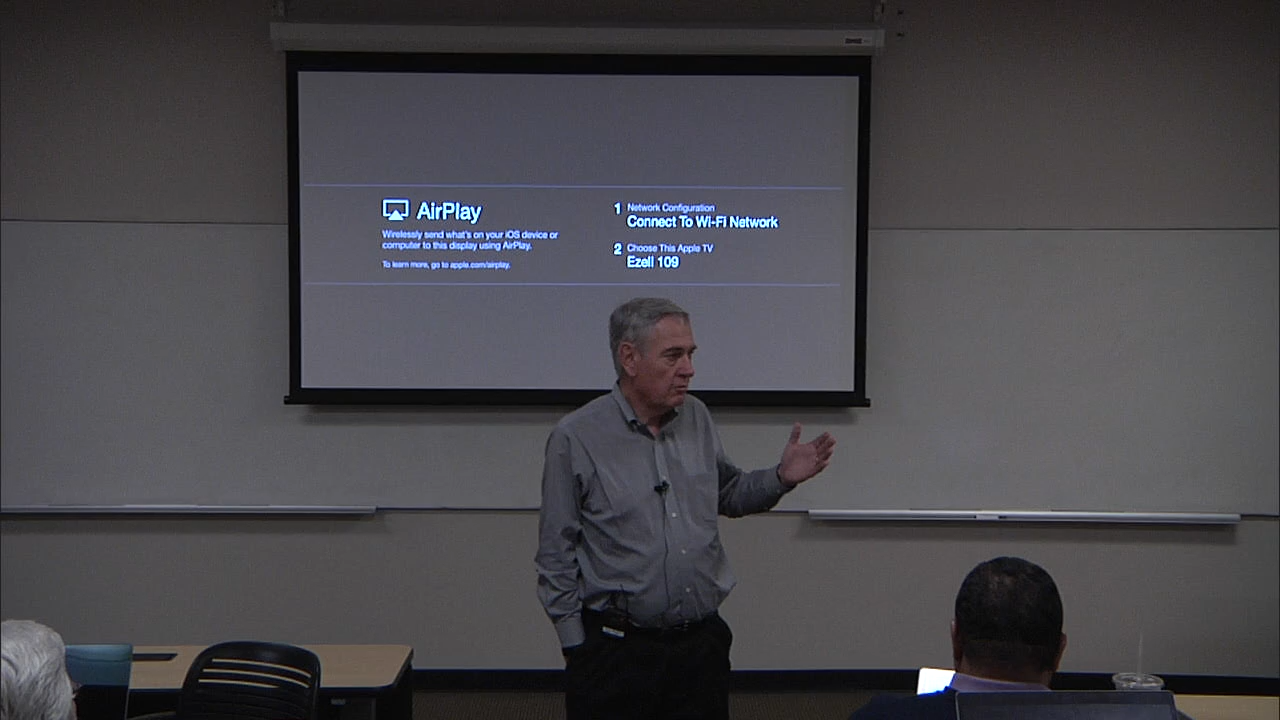 AirPlay
Wirelessly send what's on your iOS device or
computer to this display using AirPlay.
To learn more, go to apple.com/airplay.
1 Network Configuration
Connect To Wi-Fi Network
2 Choose This Apple TV
Ezell 109